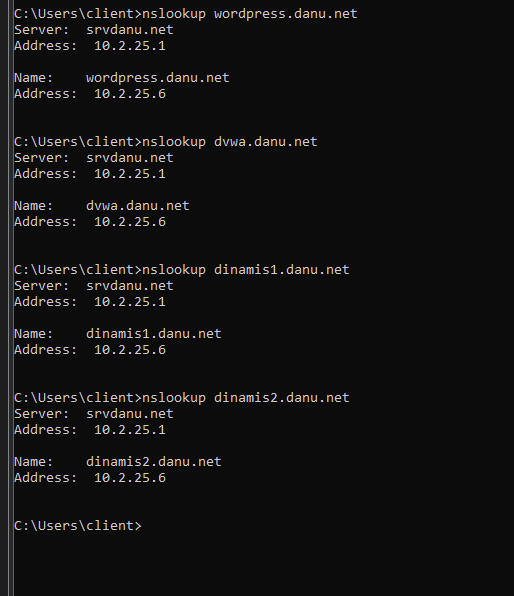 C:\Users\client>nslookup wordpress.danu.net
Server:  srvdanu.net
Address:  10.2.25.1

Name:    wordpress.danu.net
Address:  10.2.25.6


C:\Users\client>nslookup dvwa.danu.net
Server:  srvdanu.net
Address:  10.2.25.1

Name:    dvwa.danu.net
Address:  10.2.25.6


C:\Users\client>nslookup dinamis1.danu.net
Server:  srvdanu.net
Address:  10.2.25.1

Name:    dinamis1.danu.net
Address:  10.2.25.6


C:\Users\client>nslookup dinamis2.danu.net
Server:  srvdanu.net
Address:  10.2.25.1

Name:    dinamis2.danu.net
Address:  10.2.25.6


C:\Users\client>